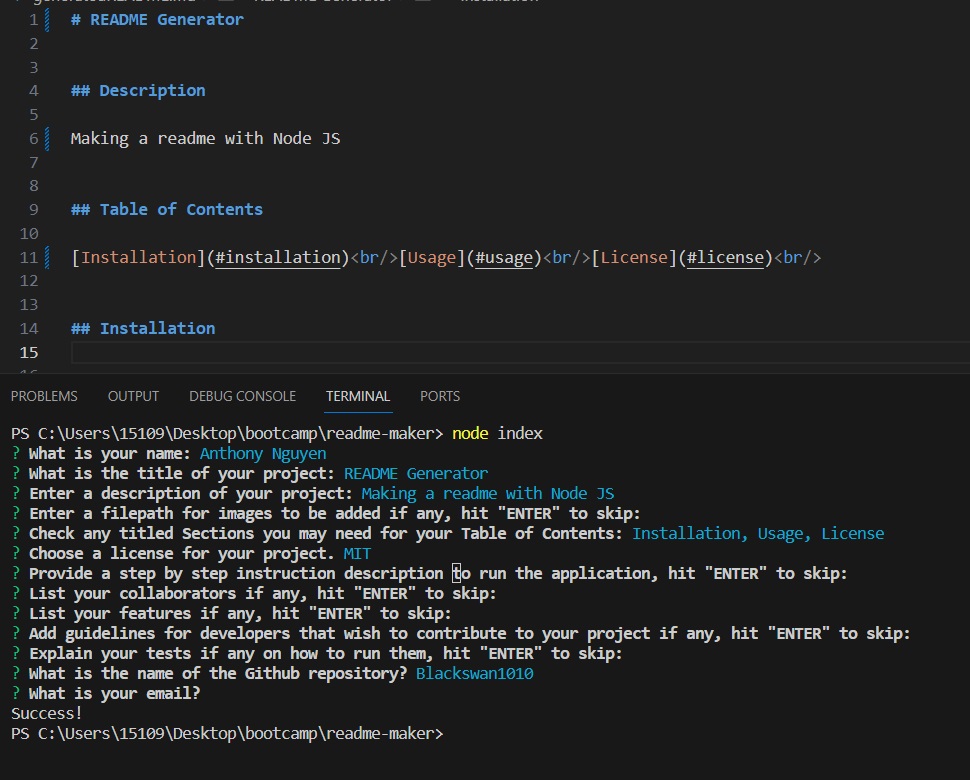 1 # README Generator
2
3
4 ## Description
5
6 Making a readme with Node JS
7
8
9 ## Table of Contents
10
11 [Installation](#installation)<br/>[Usage](#usage)<br/>[License](#license)<br/>
12
13
14 ## Installation
15
PROBLEMS OUTPUT DEBUG CONSOLE TERMINAL PORTS
PS C:\Users\15109\Desktop\bootcamp\readme-maker> node index
? What is your name: Anthony Nguyen
? What is the title of your project: README Generator
? Enter a description of your project: Making a readme with Node JS
? Enter a filepath for images to be added if any, hit "ENTER" to skip:
? Check any titled Sections you may need for your Table of Contents: Installation, Usage, License
? Choose a license for your project. MIT
? Provide a step by step instruction description to run the application, hit "ENTER" to skip:
? List your collaborators if any, hit "ENTER" to skip:
? List your features if any, hit "ENTER" to skip:
? Add guidelines for developers that wish to contribute to your project if any, hit "ENTER" to skip:
? Explain your tests if any on how to run them, hit "ENTER" to skip:
? What is the name of the Github repository? Blackswan1010
? What is your email?
Success!
PS C:\Users\15109\Desktop\bootcamp\readme-maker>